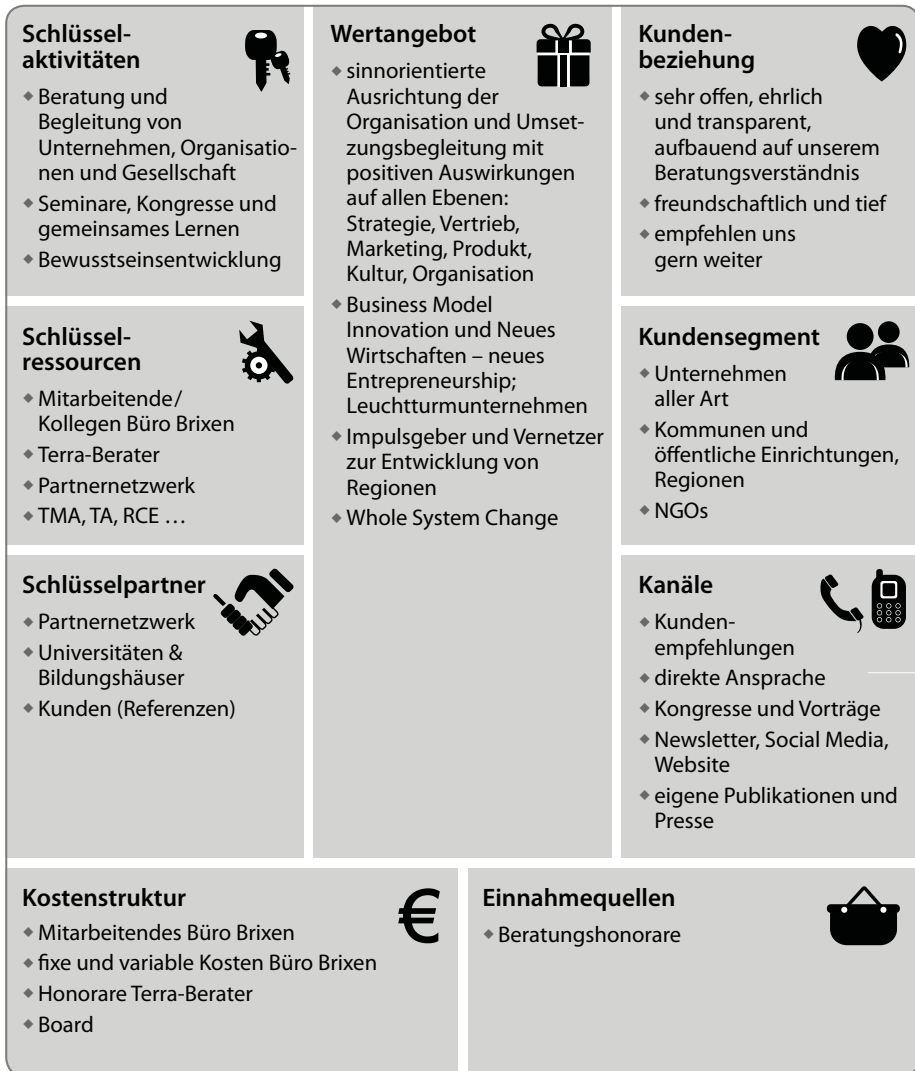 Schlüssel-
aktivitäten
◆ Beratung und
Begleitung von
Unternehmen, Organisatio-
nen und Gesellschaft
◆ Seminare, Kongresse und
gemeinsames Lernen
◆ Bewusstseinsentwicklung
Schlüssel-
ressourcen
◆ Mitarbeitende/
Kollegen Büro Brixen
◆ Terra-Berater
◆ Partnernetzwerk
◆ TMA, TA, RCE …
Schlüsselpartner
◆ Partnernetzwerk
◆ Universitäten &
Bildungshäuser
◆ Kunden (Referenzen)
Wertangebot
◆ sinnorientierte
Ausrichtung der
Organisation und Umset-
zungsbegleitung mit
positiven Auswirkungen
auf allen Ebenen:
Strategie, Vertrieb,
Marketing, Produkt,
Kultur, Organisation
◆ Business Model
Innovation und Neues
Wirtschaften – neues
Entrepreneurship;
Leuchtturmunternehmen
◆ Impulsgeber und Vernetzer
zur Entwicklung von
Regionen
◆ Whole System Change
Kunden-
beziehung
◆ sehr offen, ehrlich
und transparent,
aufbauend auf unserem
Beratungsverständnis
◆ freundschaftlich und tief
◆ empfehlen uns
gern weiter
Kundensegment
◆ Unternehmen
aller Art
◆ Kommunen und
öffentliche Einrichtungen,
Regionen
◆ NGOs
Kanäle
◆ Kunden-
empfehlungen
◆ direkte Ansprache
◆ Kongresse und Vorträge
◆ Newsletter, Social Media,
Website
◆ eigene Publikationen und
Presse
Kostenstruktur
€
◆ Mitarbeitendes Büro Brixen
◆ fixe und variable Kosten Büro Brixen
◆ Honorare Terra-Berater
◆ Board
Einnahmequellen
◆ Beratungshonorare